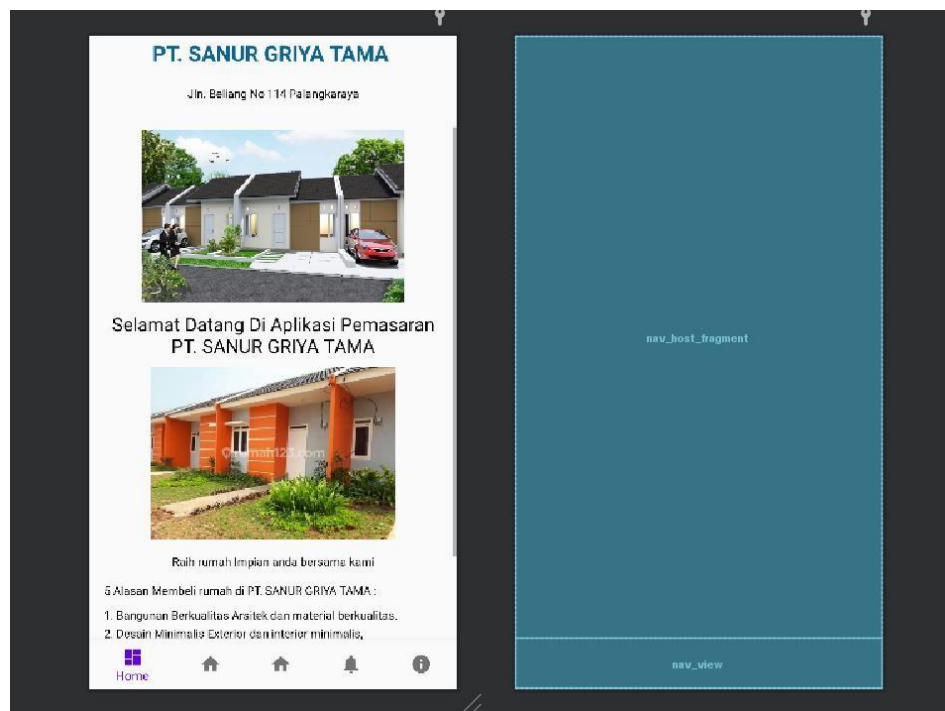 PT. SANUR GRIYA TAMA
Jln. Beliang No 114 Palangkaraya
Selamat Datang Di Aplikasi Pemasaran
PT. SANUR GRIYA TAMA
rumah123.com
Raih rumah Impian anda bersama kami
5 Alasan Membeli rumah di PT. SANUR GRIYA TAMA :
1. Bangunan Berkualitas Arsitek dan material berkualitas.
2. Desain Minimalis Exterior dan interior minimalis,
Home
nav_host_fragment
nav_view